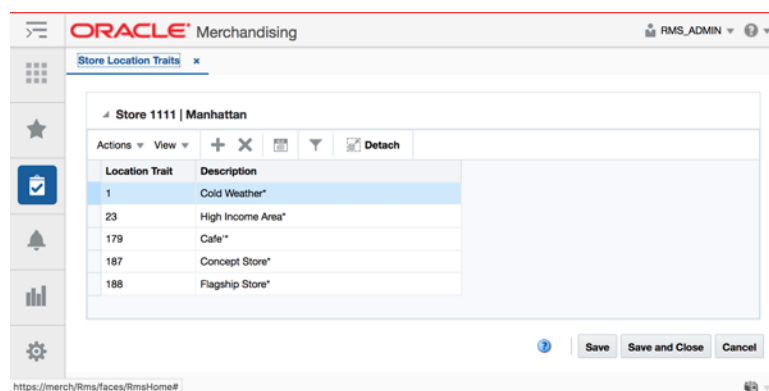 ORACLE® Merchandising
RMS_ADMIN
Store Location Traits ×
Store 1111 | Manhattan
Actions View Detach
Location Trait Description
1 Cold Weather*
23 High Income Area*
179 Cafe'*
187 Concept Store*
188 Flagship Store*
Save Save and Close Cancel
https://merch/Rms/faces/RmsHome#